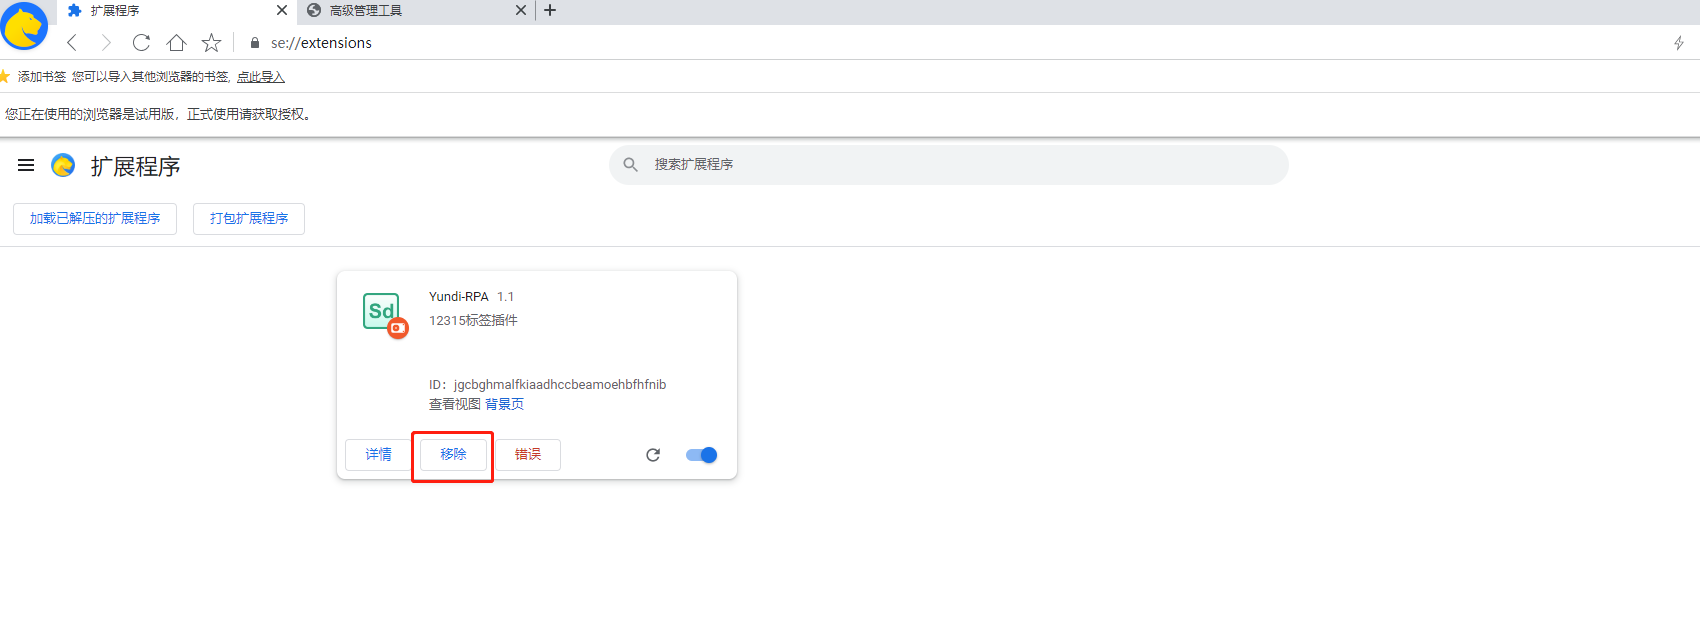 扩展程序
高级管理工具
se://extensions
添加书签 您可以导入其他浏览器的书签, 点此导入
您正在使用的浏览器是试用版，正式使用请获取授权。
扩展程序
搜索扩展程序
加载已解压的扩展程序
打包扩展程序
Sd
Yundi-RPA 1.1
12315标签插件
ID：jgcbghmalfkiaadhccbeamoehbfhfnib
查看视图 背景页
详情
移除
错误